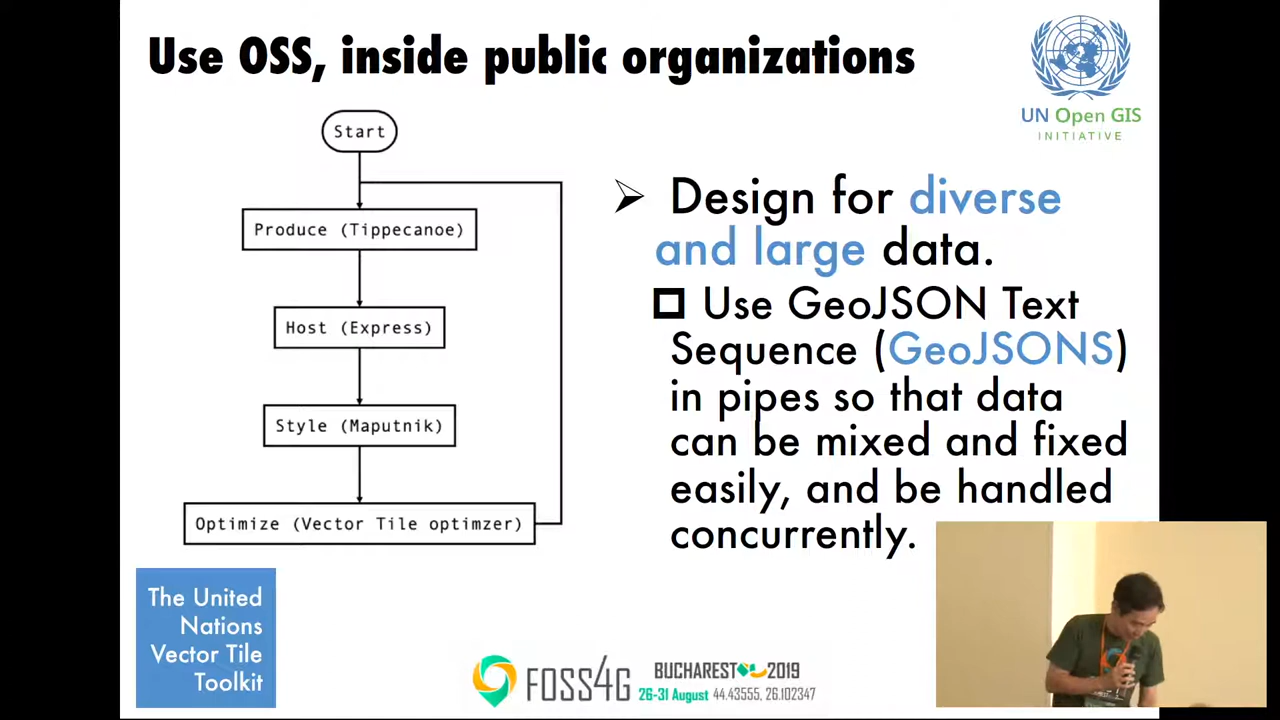 Use OSS, inside public organizations
UN Open GIS
INITIATIVE
Start
Produce (Tippecanoe)
Host (Express)
Style (Maputnik)
Optimize (Vector Tile optimzer)
Design for diverse
and large data.
Use GeoJSON Text
Sequence (GeoJSONS)
in pipes so that data
can be mixed and fixed
easily, and be handled
concurrently.
The United
Nations
Vector Tile
Toolkit
FOSS4G
BUCHAREST 2019
26-31 August 44.43555, 26.102347